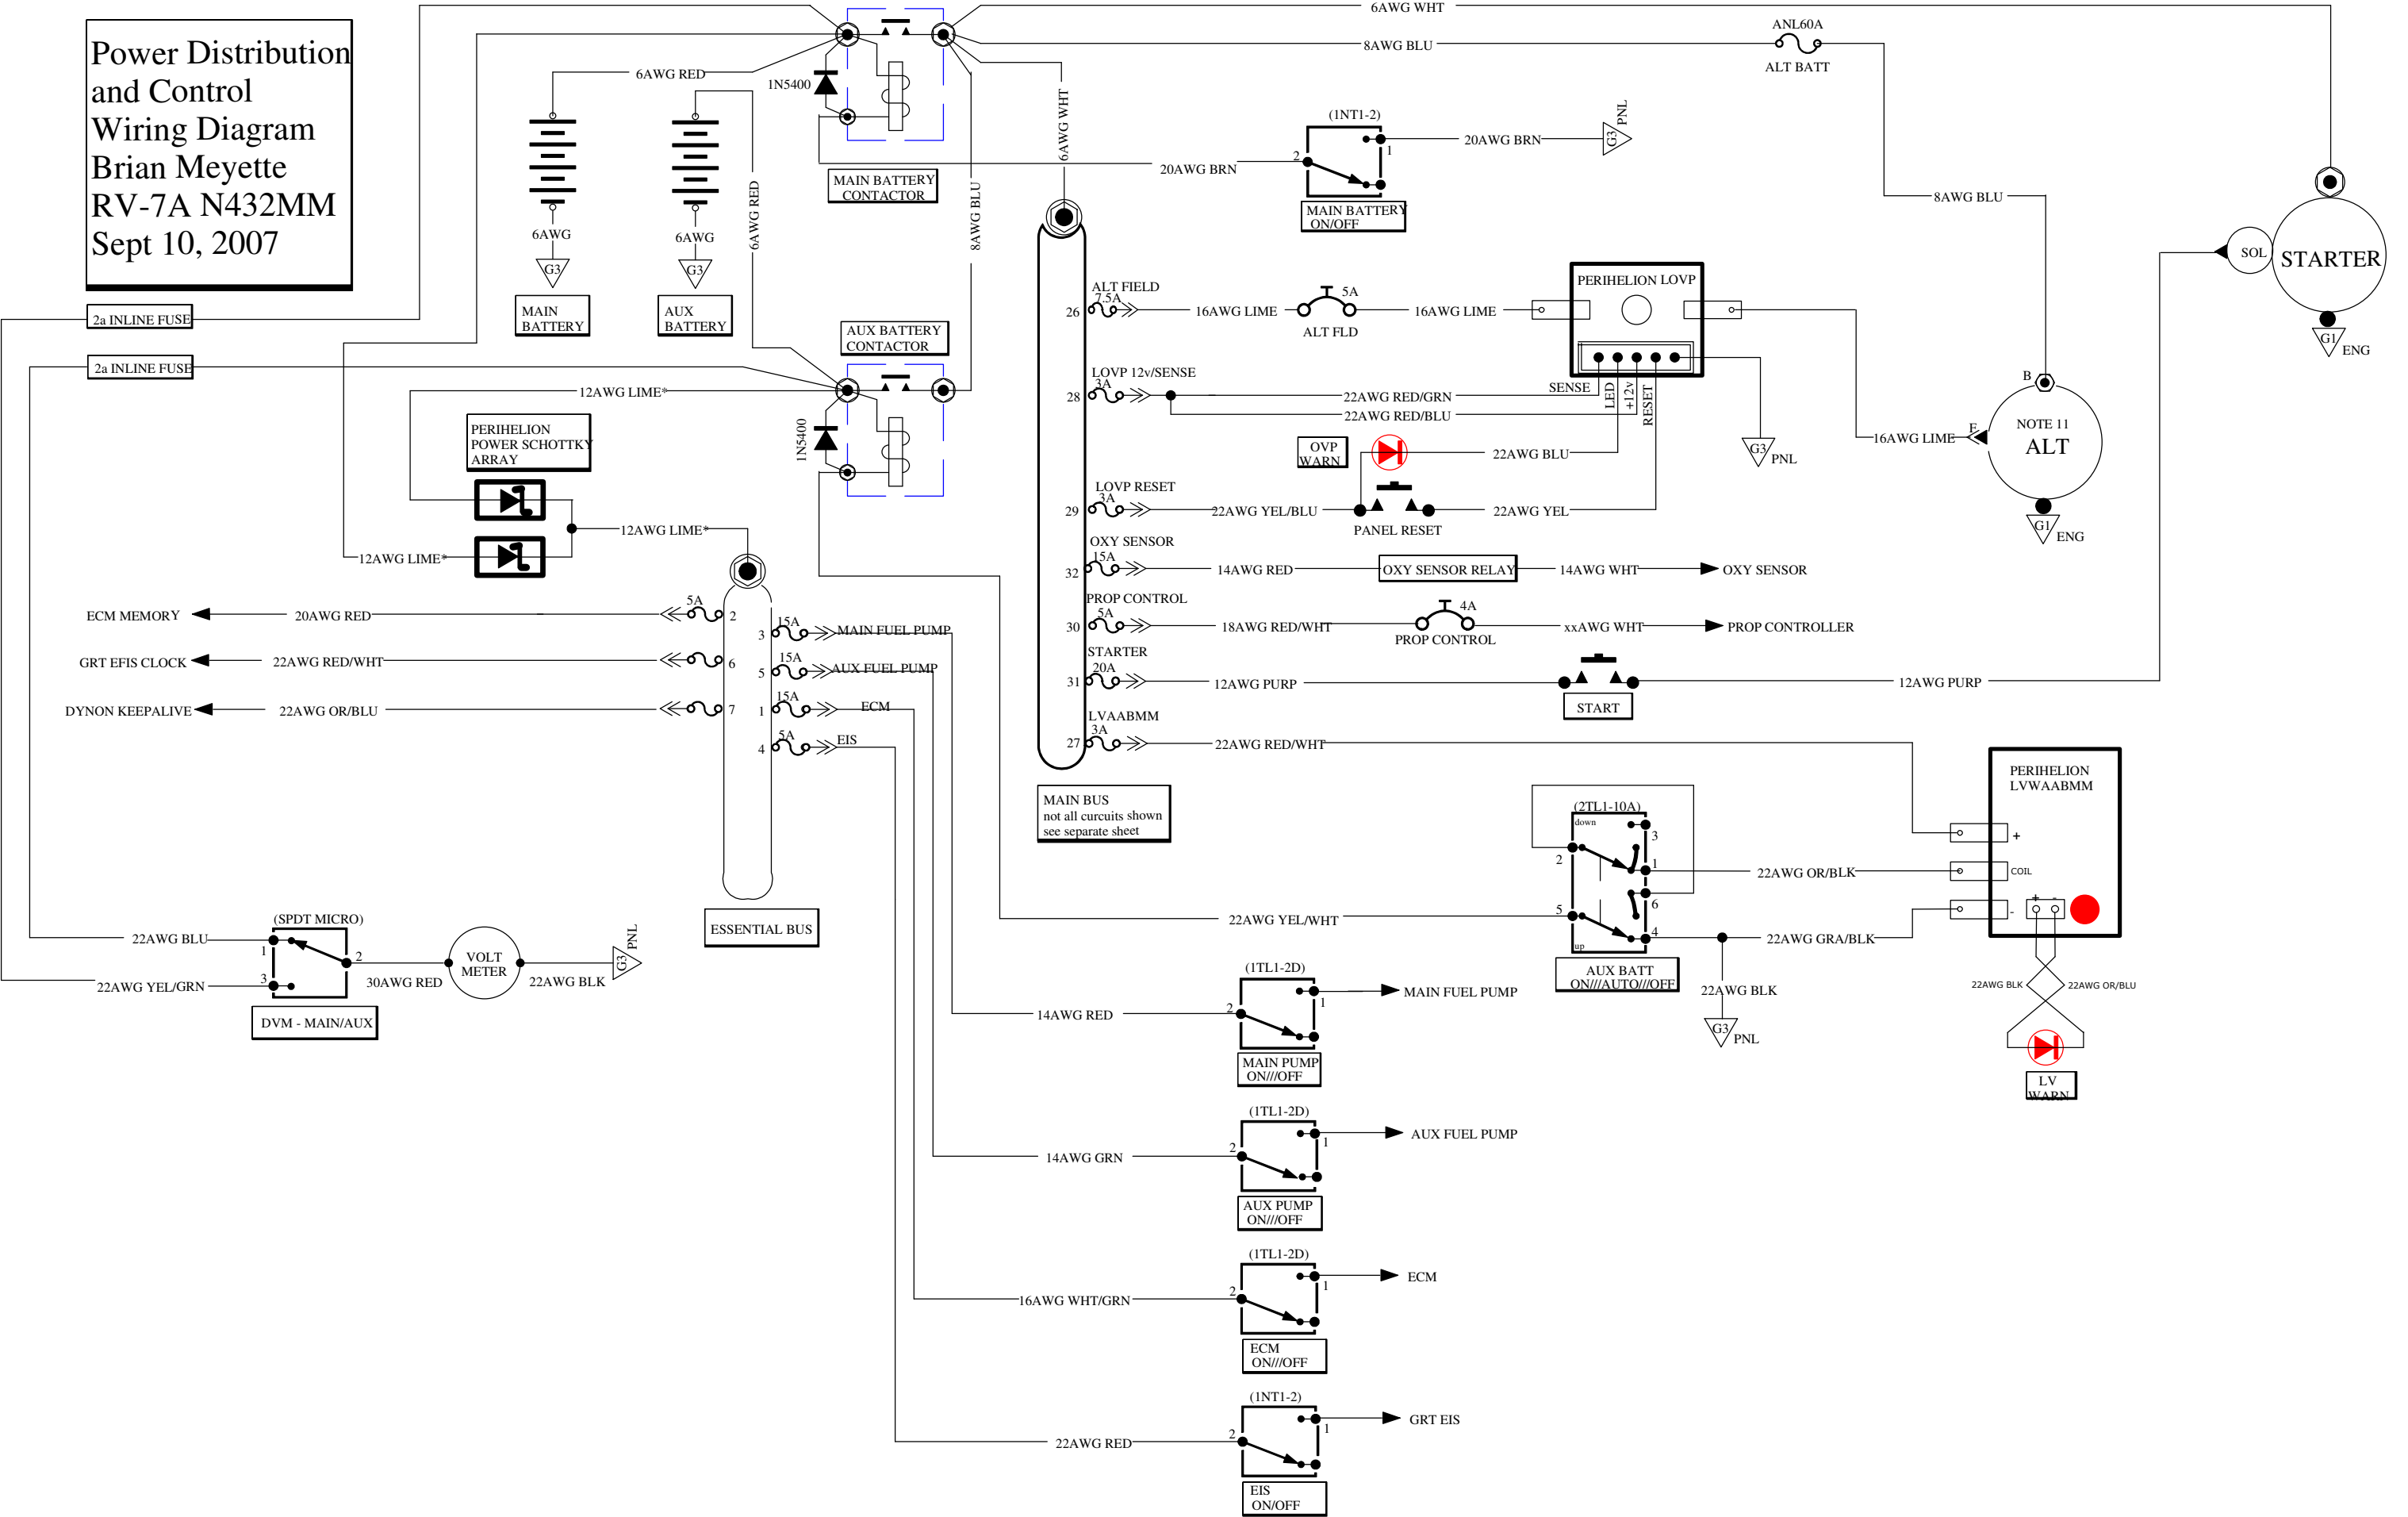 Power Distribution
and Control
Wiring Diagram
Brian Meyette
RV-7A N432MM
Sept 10, 2007
2a INLINE FUSE
2a INLINE FUSE
6AWG RED
6AWG
G3
MAIN
BATTERY
6AWG
G3
AUX
BATTERY
6AWG RED
1N5400
MAIN BATTERY
CONTACTOR
8AWG BLU
AUX BATTERY
CONTACTOR
1N5400
12AWG LIME*
PERIHELION
POWER SCHOTTKY
ARRAY
12AWG LIME*
12AWG LIME*
6AWG WHT
8AWG BLU
ANL60A
ALT BATT
6AWG WHT
(1NT1-2)
2
1
20AWG BRN
20AWG BRN
G3
PNL
MAIN BATTERY
ON/OFF
8AWG BLU
SOL
STARTER
G1
ENG
ALT FIELD
7.5A
26
16AWG LIME
5A
ALT FLD
16AWG LIME
PERIHELION LOVP
SENSE
LED
+12v
RESET
G3
PNL
16AWG LIME
F
B
NOTE 11
ALT
G1
ENG
LOVP 12v/SENSE
3A
28
22AWG RED/GRN
22AWG RED/BLU
OVP
WARN
22AWG BLU
LOVP RESET
3A
29
22AWG YEL/BLU
PANEL RESET
22AWG YEL
OXY SENSOR
15A
32
14AWG RED
OXY SENSOR RELAY
14AWG WHT
OXY SENSOR
PROP CONTROL
5A
30
18AWG RED/WHT
4A
PROP CONTROL
xxAWG WHT
PROP CONTROLLER
STARTER
20A
31
12AWG PURP
START
12AWG PURP
LVAABMM
3A
27
22AWG RED/WHT
MAIN BUS
not all curcuits shown
see separate sheet
ECM MEMORY
20AWG RED
5A
2
GRT EFIS CLOCK
22AWG RED/WHT
6
DYNON KEEPALIVE
22AWG OR/BLU
7
3
15A
MAIN FUEL PUMP
5
15A
AUX FUEL PUMP
1
15A
ECM
4
5A
EIS
ESSENTIAL BUS
(SPDT MICRO)
22AWG BLU
1
2
3
22AWG YEL/GRN
30AWG RED
VOLT
METER
22AWG BLK
G3
PNL
DVM - MAIN/AUX
(2TL1-10A)
down
3
2
1
6
5
4
up
22AWG YEL/WHT
22AWG OR/BLK
22AWG GRA/BLK
AUX BATT
ON///AUTO///OFF
22AWG BLK
G3
PNL
PERIHELION
LVWAABMM
+
COIL
-
+ -
22AWG BLK
22AWG OR/BLU
LV
WARN
(1TL1-2D)
14AWG RED
2
1
MAIN FUEL PUMP
MAIN PUMP
ON///OFF
(1TL1-2D)
14AWG GRN
2
1
AUX FUEL PUMP
AUX PUMP
ON///OFF
(1TL1-2D)
16AWG WHT/GRN
2
1
ECM
ECM
ON///OFF
(1NT1-2)
22AWG RED
2
1
GRT EIS
EIS
ON/OFF